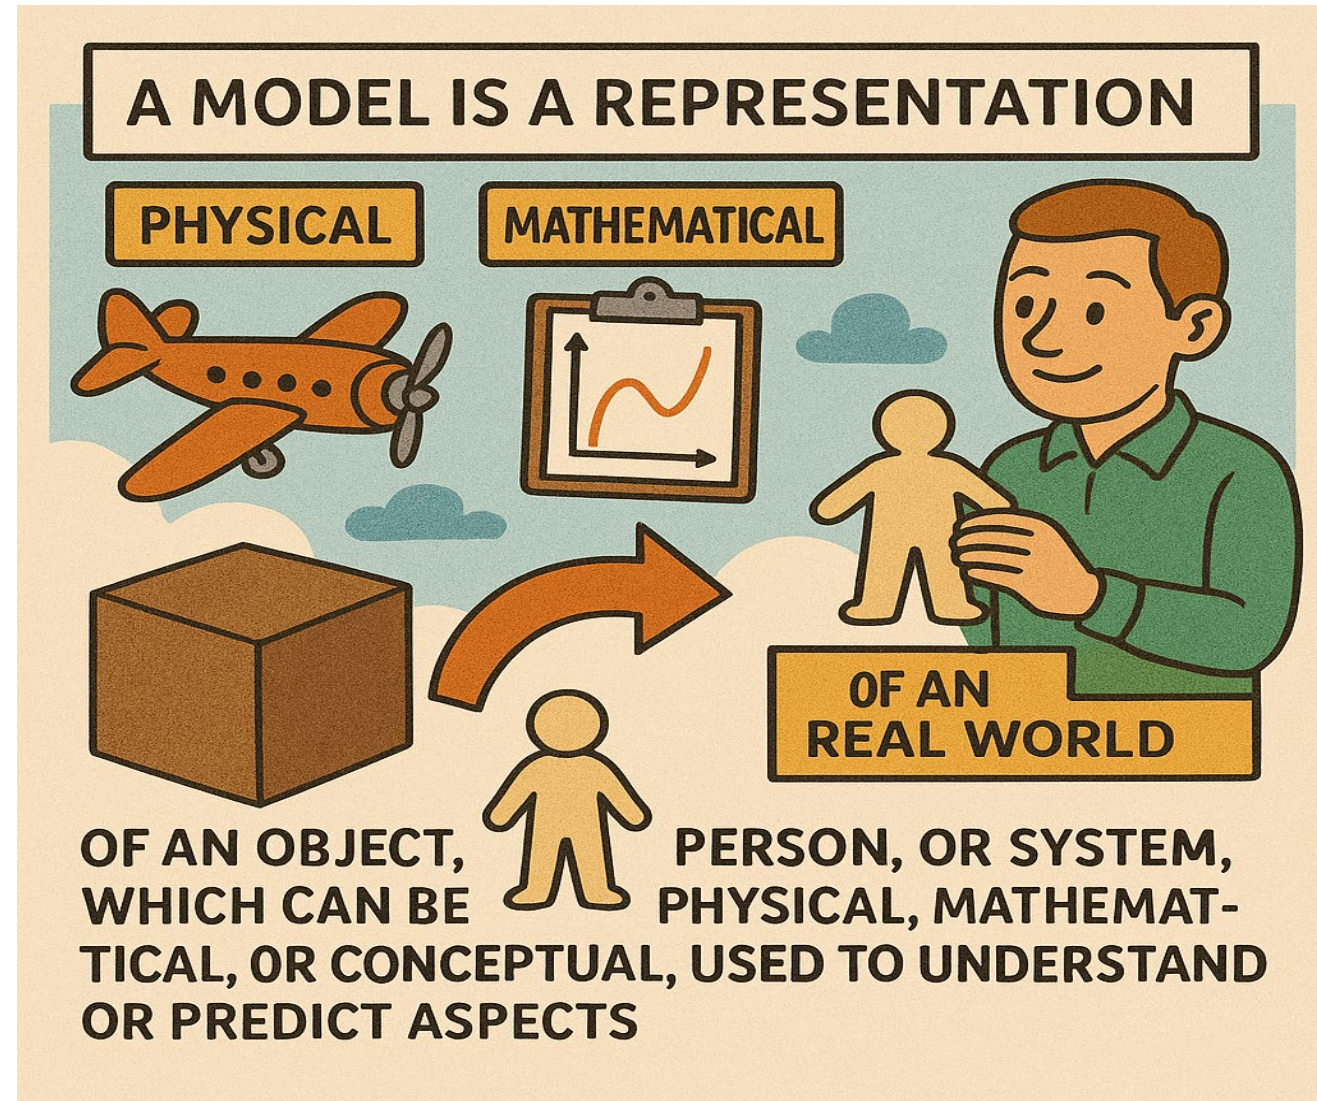 A MODEL IS A REPRESENTATION
PHYSICAL
MATHEMATICAL
OF AN
REAL WORLD
OF AN OBJECT, PERSON, OR SYSTEM,
WHICH CAN BE PHYSICAL, MATHEMAT-
TICAL, OR CONCEPTUAL, USED TO UNDERSTAND
OR PREDICT ASPECTS